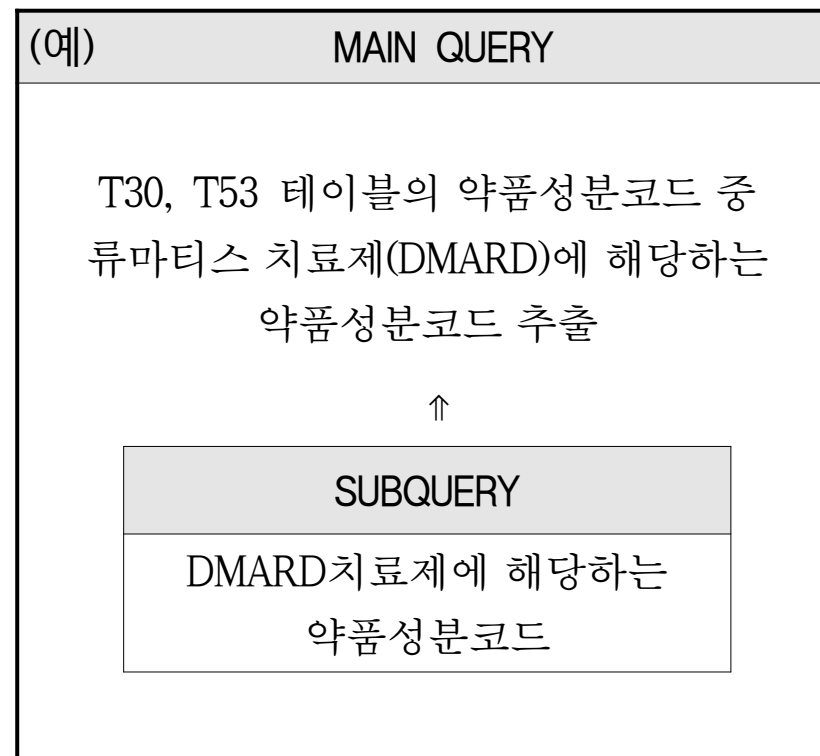 (예) MAIN QUERY
T30, T53 테이블의 약품성분코드 중
류마티스 치료제(DMARD)에 해당하는
약품성분코드 추출
⇑
SUBQUERY
DMARD치료제에 해당하는
약품성분코드